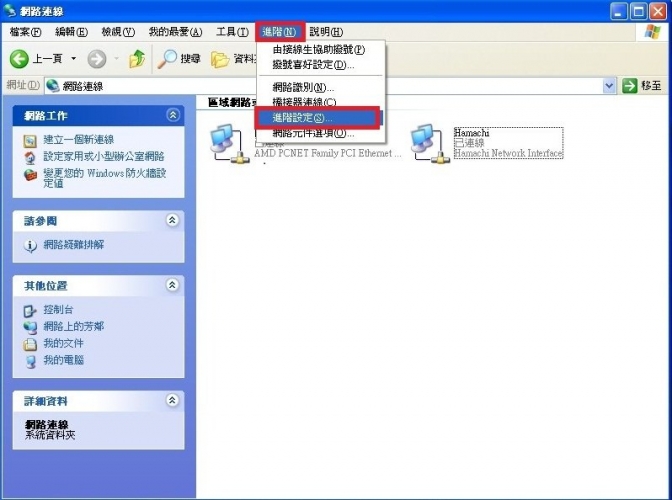 網路連線
檔案(F) 編輯(E) 檢視(V) 我的最愛(A) 工具(T) 進階(N) 說明(H)
上一頁 搜尋 資料
網址(D) 網路連線 移至
由接線生協助撥號(P)
撥號喜好設定(D)...
網路識別(N)...
橋接器連線(C)
進階設定(S)...
網路元件選項(O)...
區域網路
已連線
AMD PCNET Family PCI Ethernet ...
Hamachi
已連線
Hamachi Network Interface
網路工作
建立一個新連線
設定家用或小型辦公室網路
變更您的 Windows 防火牆設
定值
請參閱
網路疑難排解
其他位置
控制台
網路上的芳鄰
我的文件
我的電腦
詳細資料
網路連線
系統資料夾